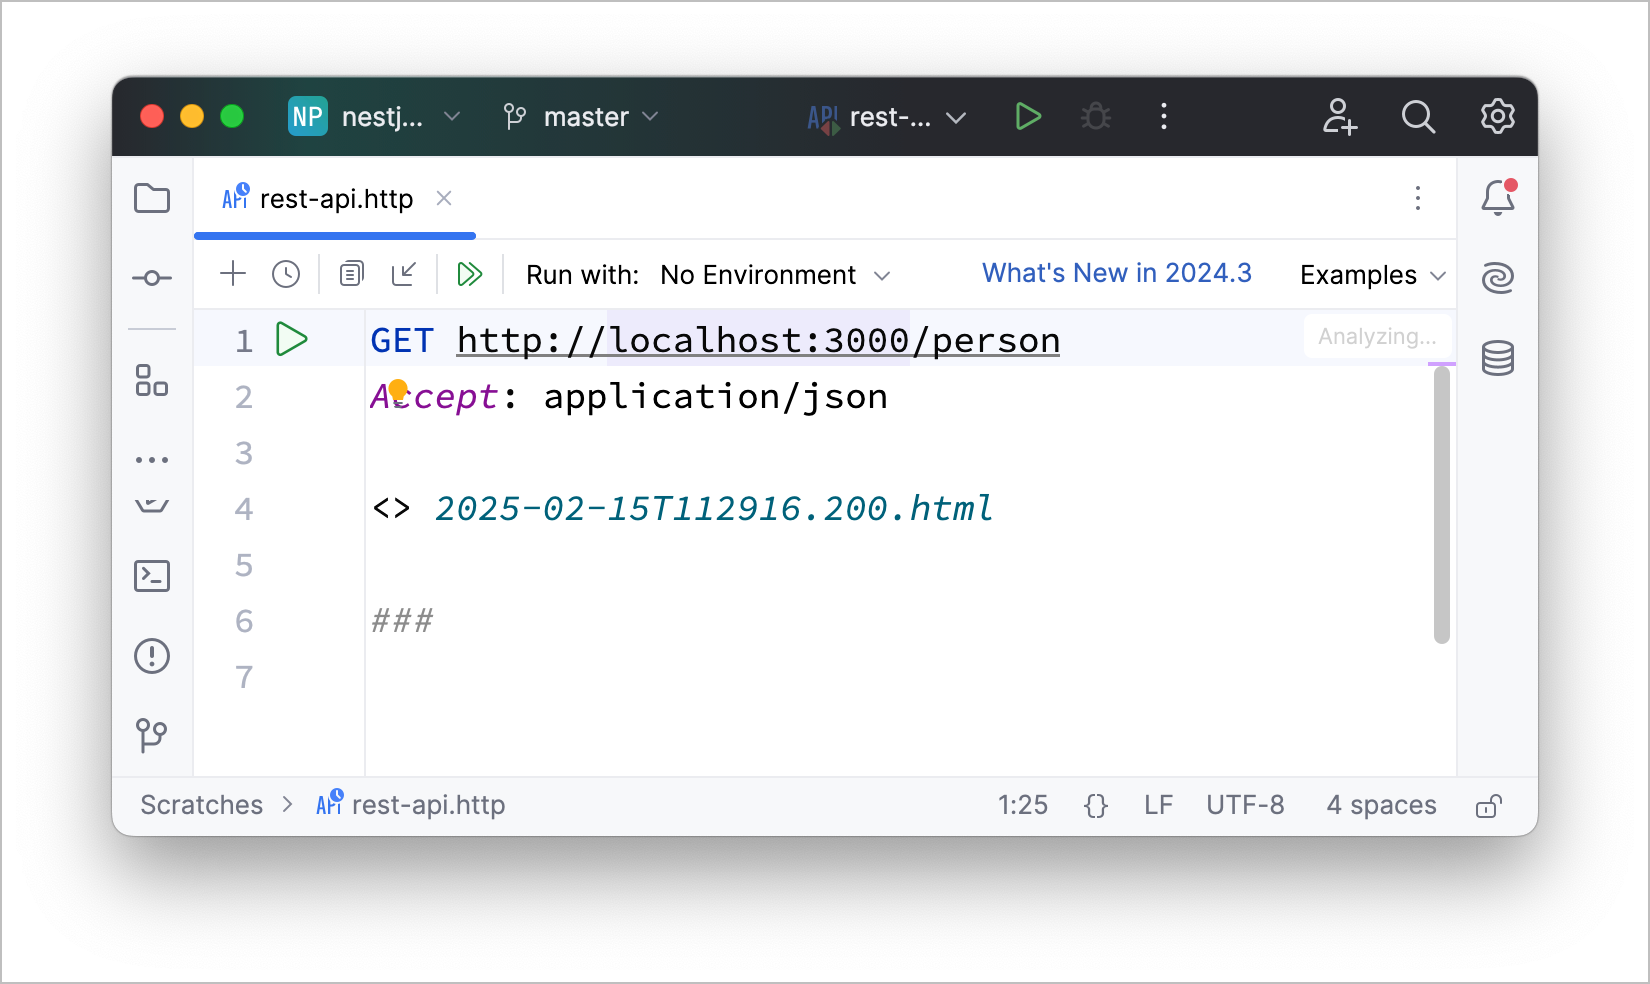 NP nestj... master API rest-...
API rest-api.http
Run with: No Environment What's New in 2024.3 Examples
1 GET http://localhost:3000/person Analyzing...
2 Accept: application/json
3
4 <> 2025-02-15T112916.200.html
5
6 ###
7
Scratches > API rest-api.http 1:25 {} LF UTF-8 4 spaces